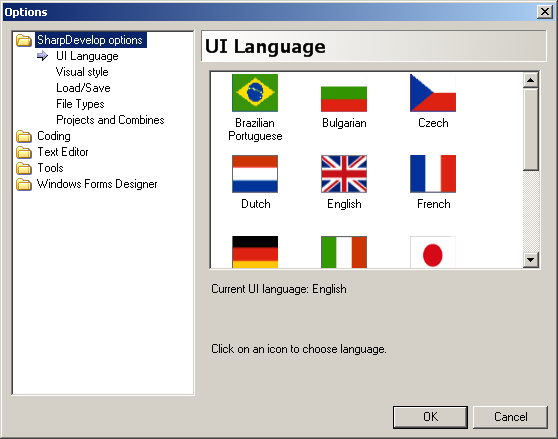 Options
SharpDevelop options
UI Language
Visual style
Load/Save
File Types
Projects and Combines
Coding
Text Editor
Tools
Windows Forms Designer
UI Language
Brazilian
Portuguese
Bulgarian
Czech
Dutch
English
French
Current UI language: English
Click on an icon to choose language.
OK
Cancel